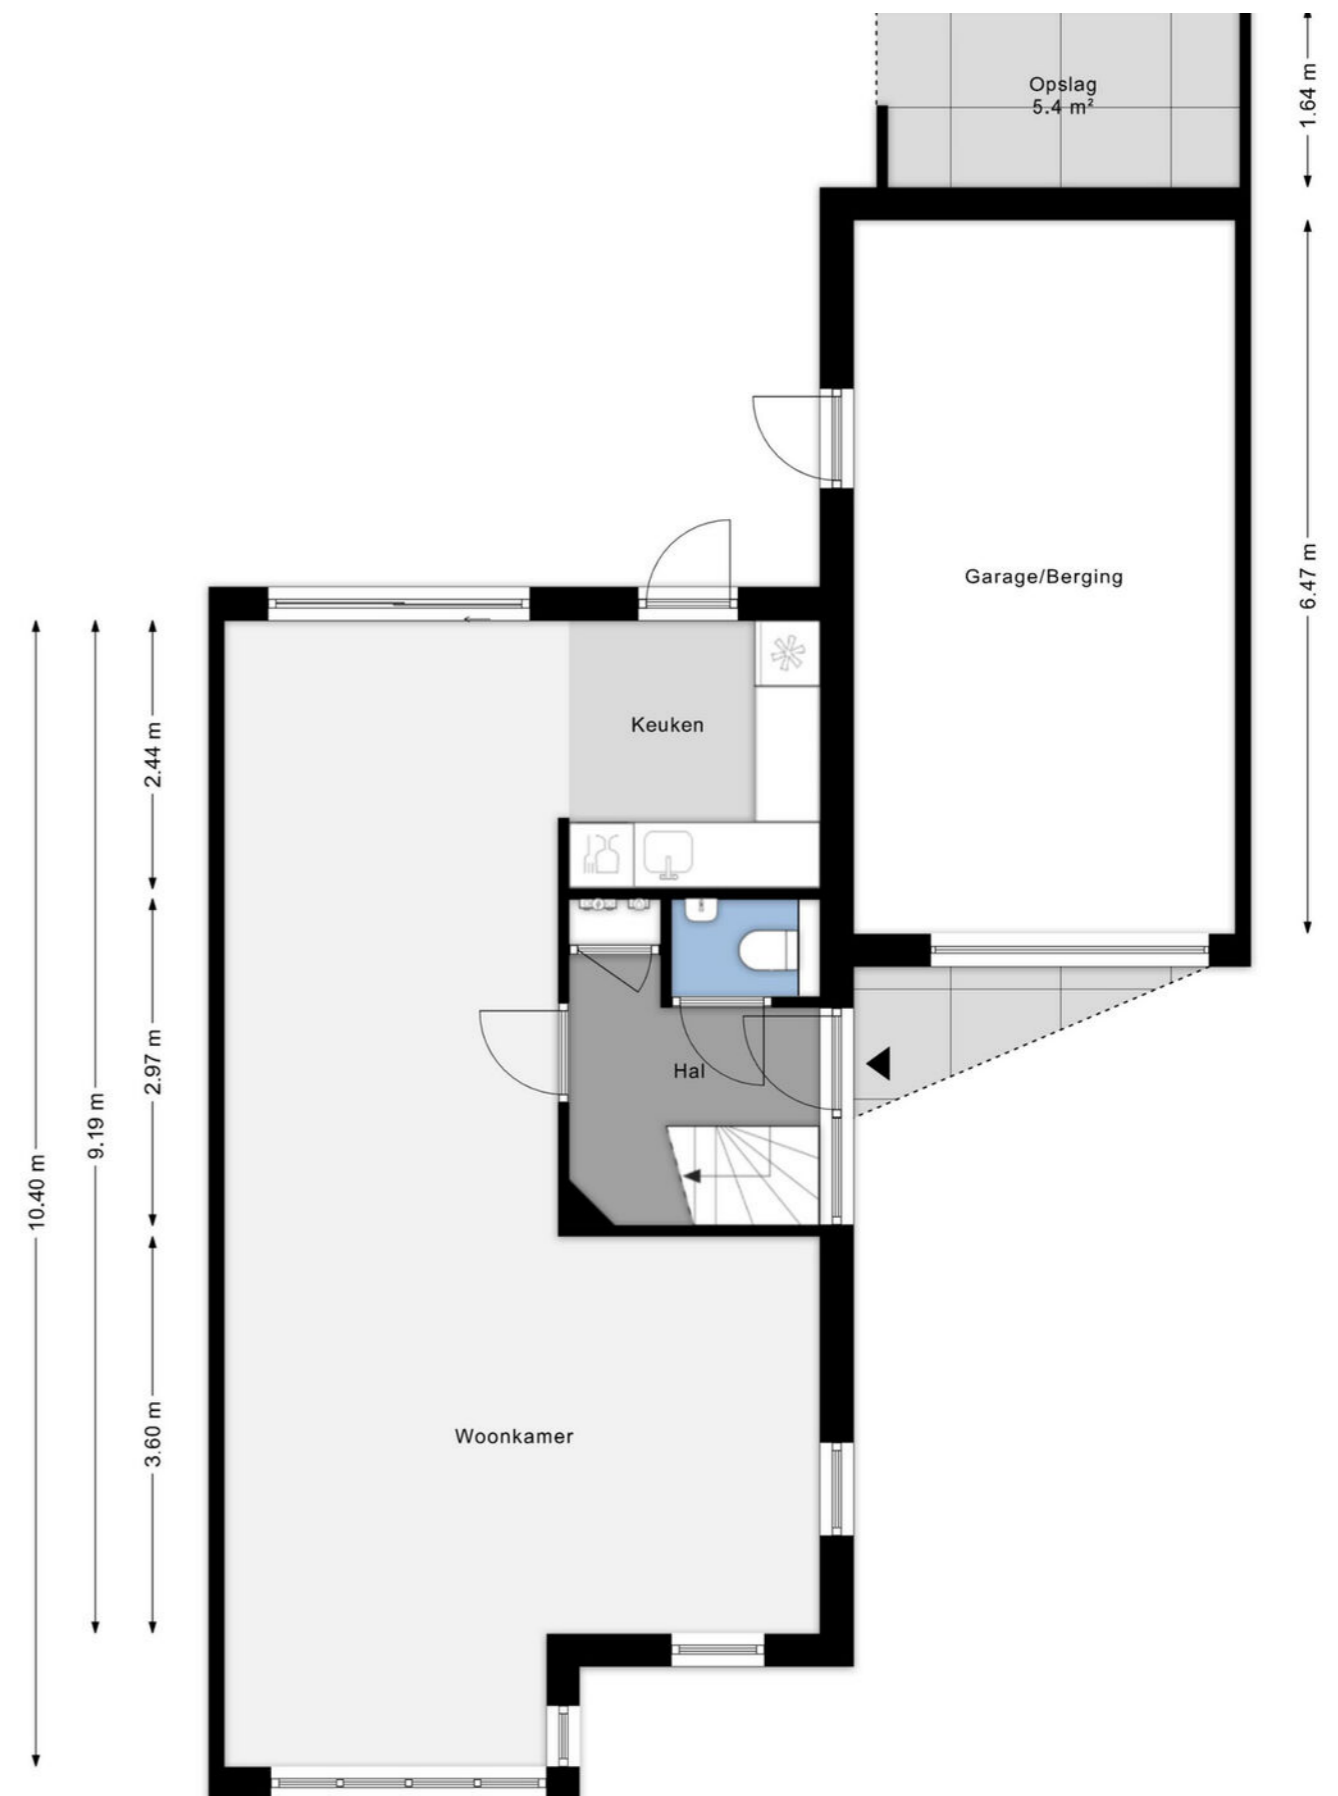 Opslag
5.4 m²
1.64 m
Garage/Berging
6.47 m
Keuken
2.44 m
Hal
2.97 m
9.19 m
10.40 m
3.60 m
Woonkamer